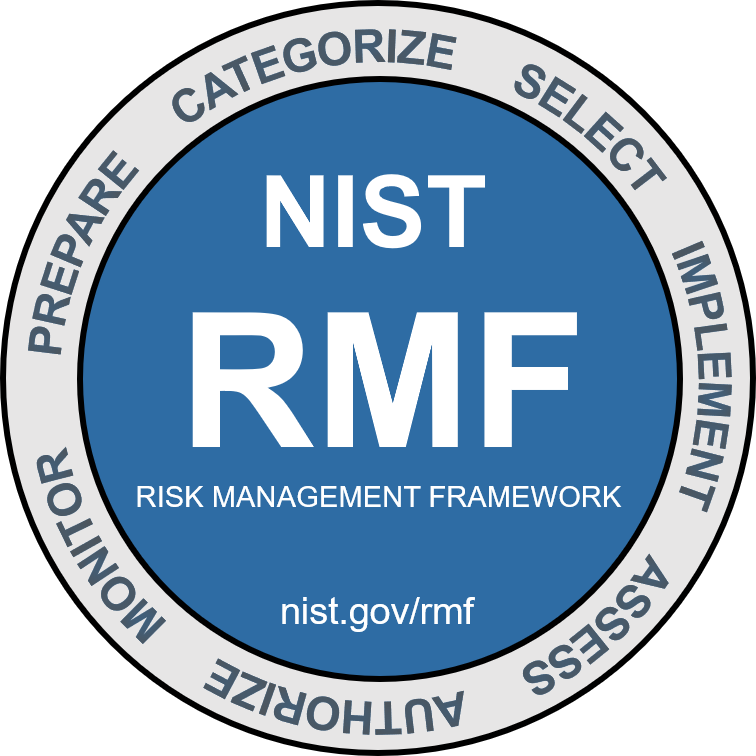 PREPARE
CATEGORIZE
SELECT
IMPLEMENT
ASSESS
AUTHORIZE
MONITOR
NIST
RMF
RISK MANAGEMENT FRAMEWORK
nist.gov/rmf